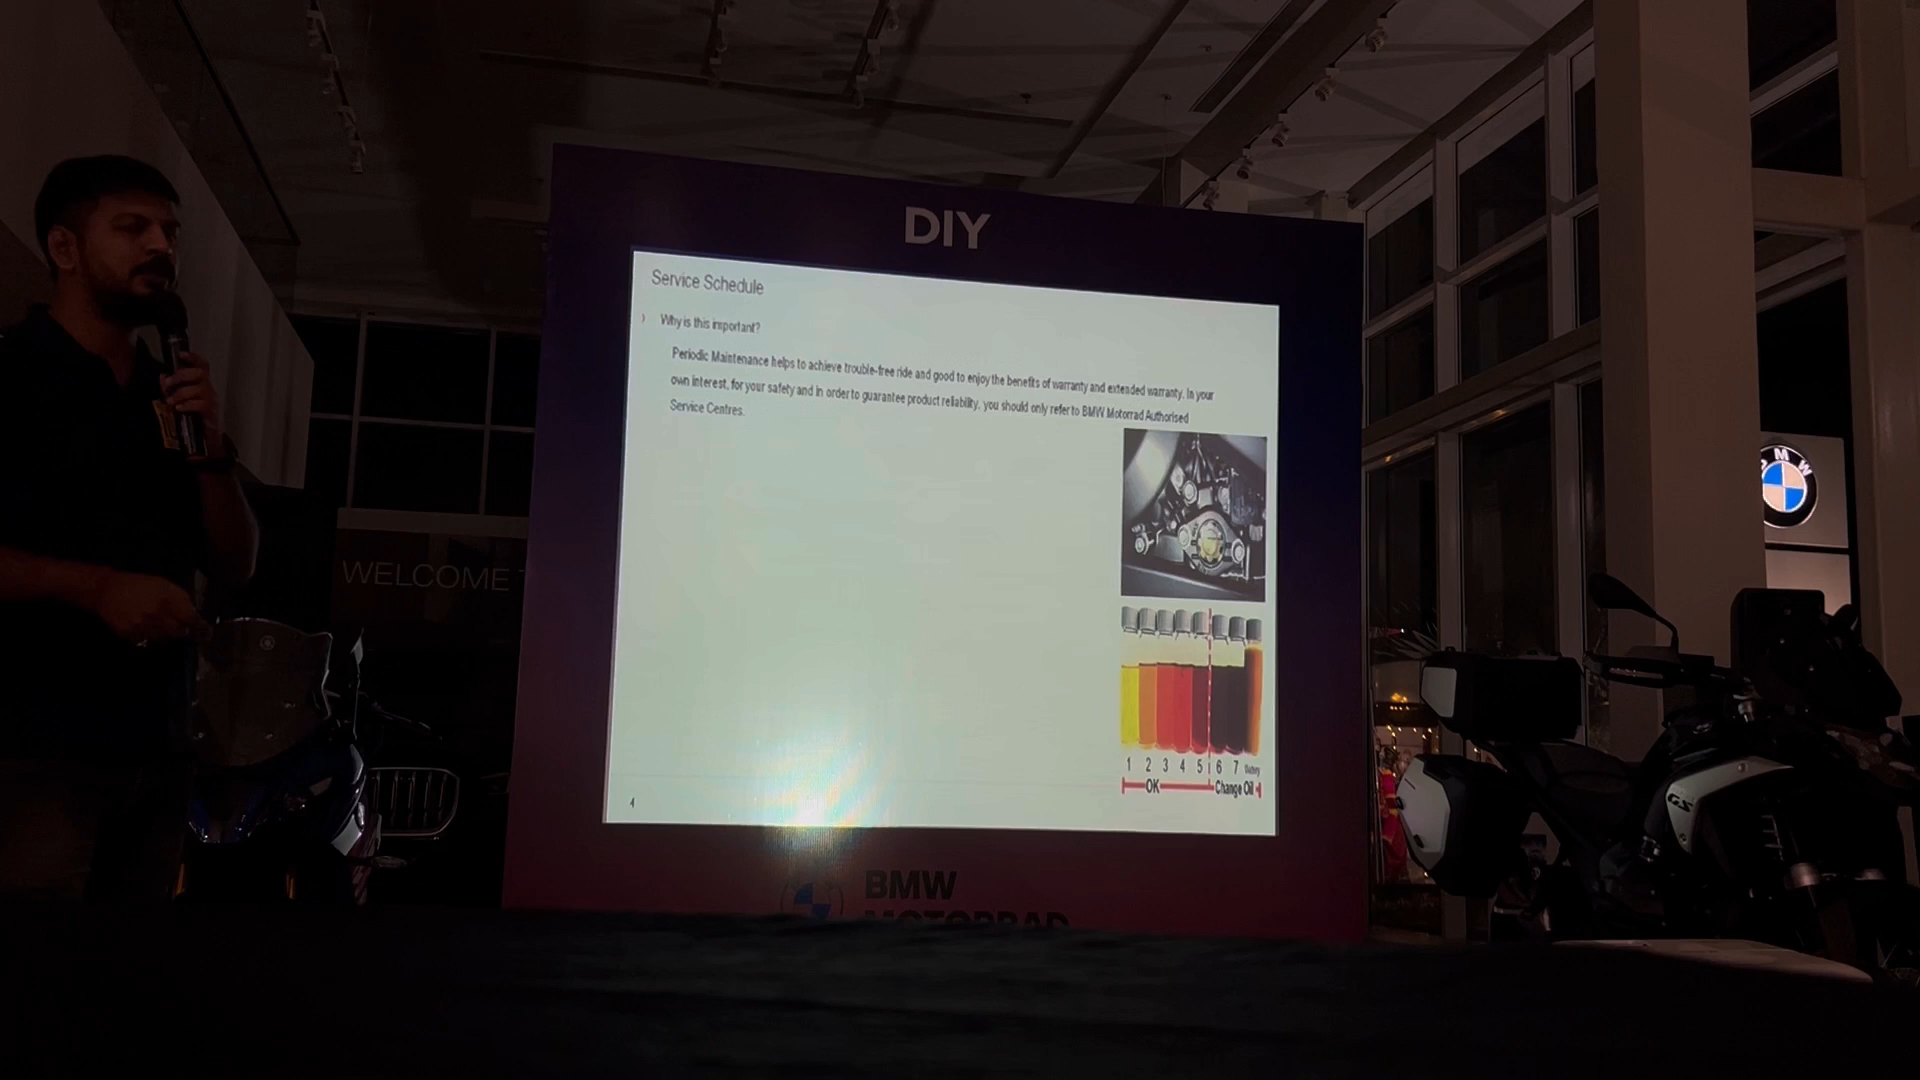 DIY
Service Schedule
Why is this important?
Periodic Maintenance helps to achieve trouble-free ride and good to enjoy the benefits of warranty and extended warranty. In your
own interest, for your safety and in order to guarantee product reliability, you should only refer to BMW Motorrad Authorised
Service Centres.
1 2 3 4 5 6 7
OK Change Oil
4
WELCOME
BMW
MOTORRAD
BMW
GS